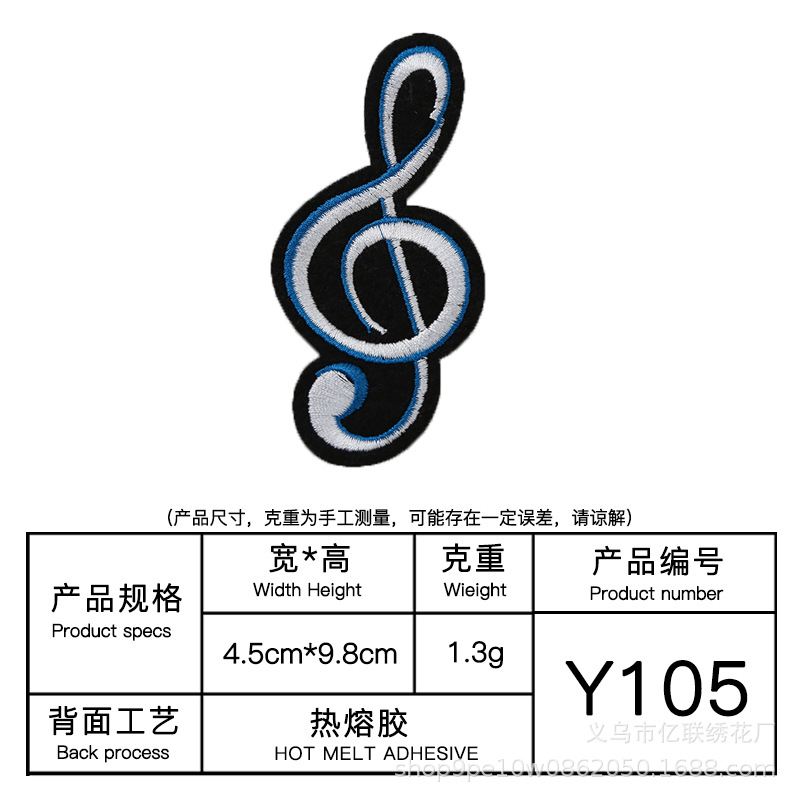 (产品尺寸，克重为手工测量，可能存在一定误差，请谅解)
产品规格
Product specs
宽*高
Width Height
克重
Wieight
产品编号
Product number
4.5cm*9.8cm
1.3g
Y105
背面工艺
Back process
热熔胶
HOT MELT ADHESIVE
义乌市亿联绣花厂
shop9pe10w0862050.1688.com